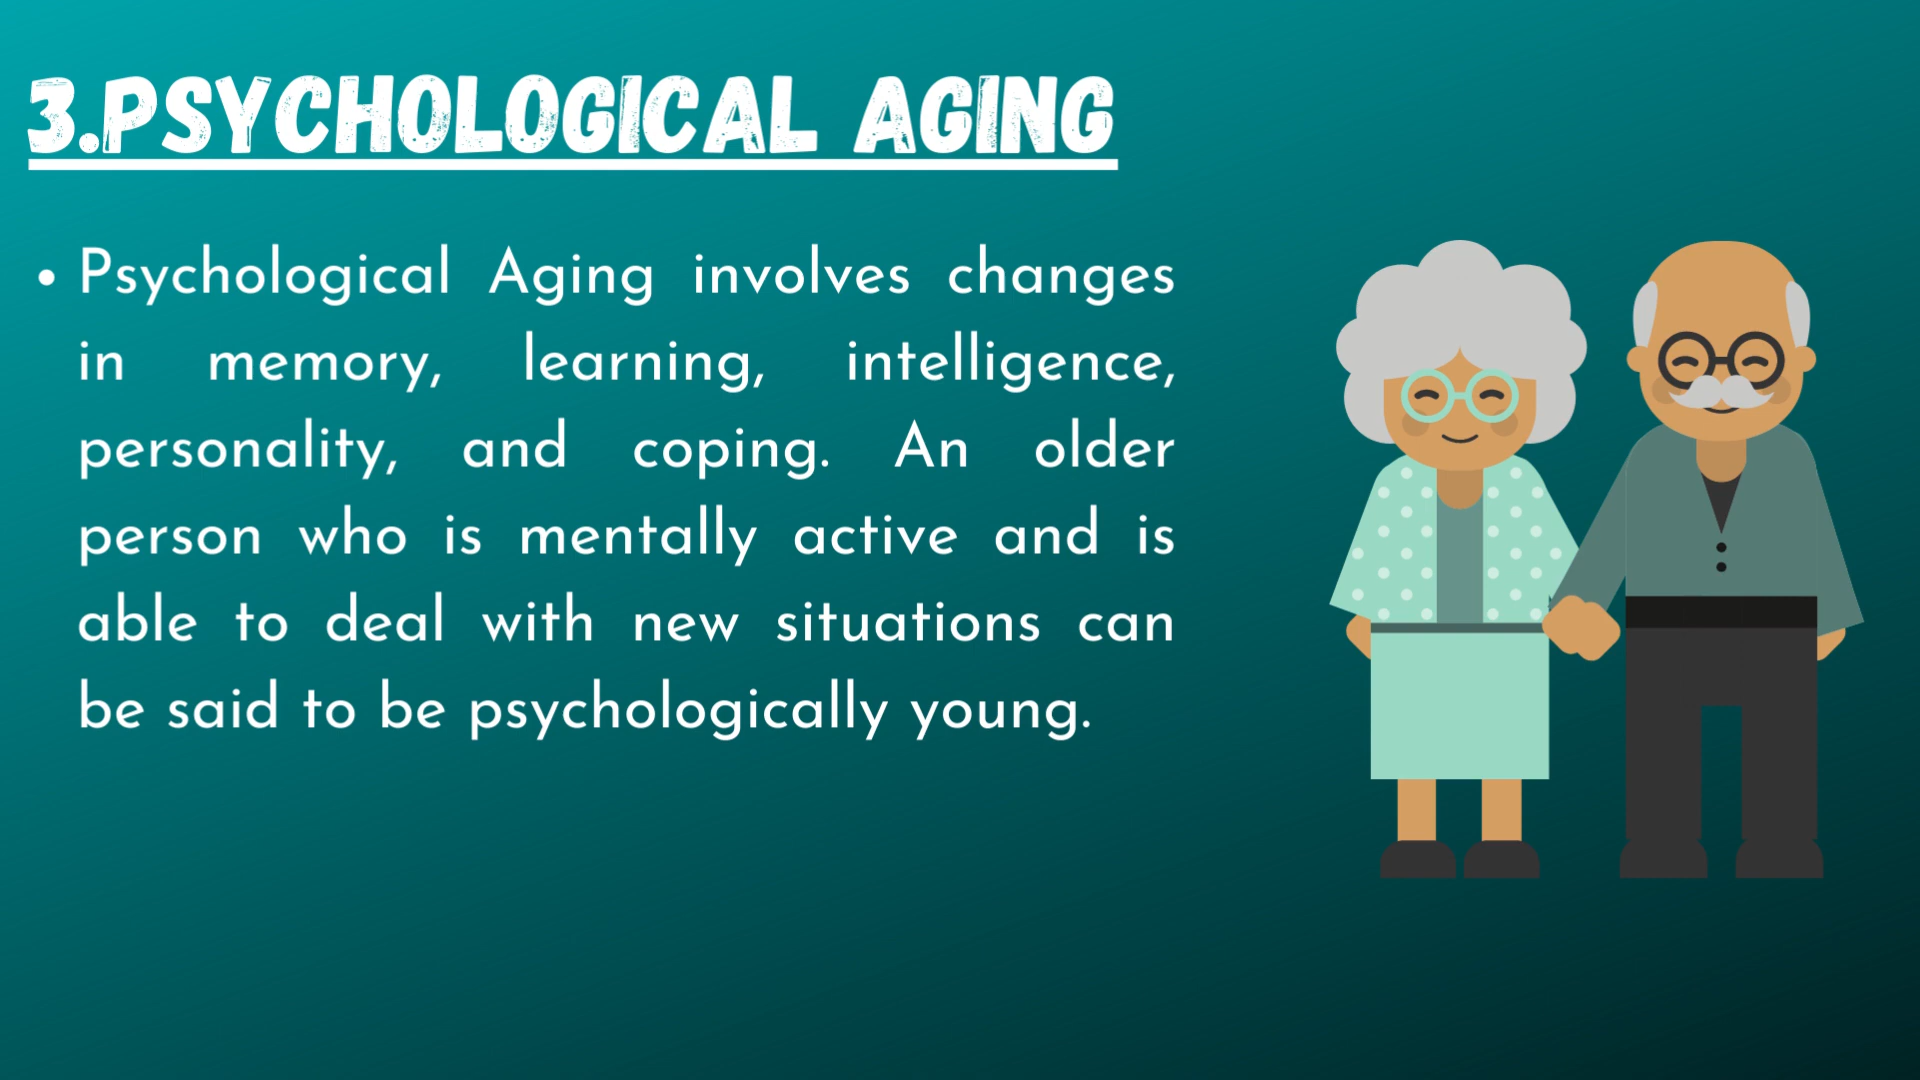 3.PSYCHOLOGICAL AGING
• Psychological Aging involves changes
in memory, learning, intelligence,
personality, and coping. An older
person who is mentally active and is
able to deal with new situations can
be said to be psychologically young.